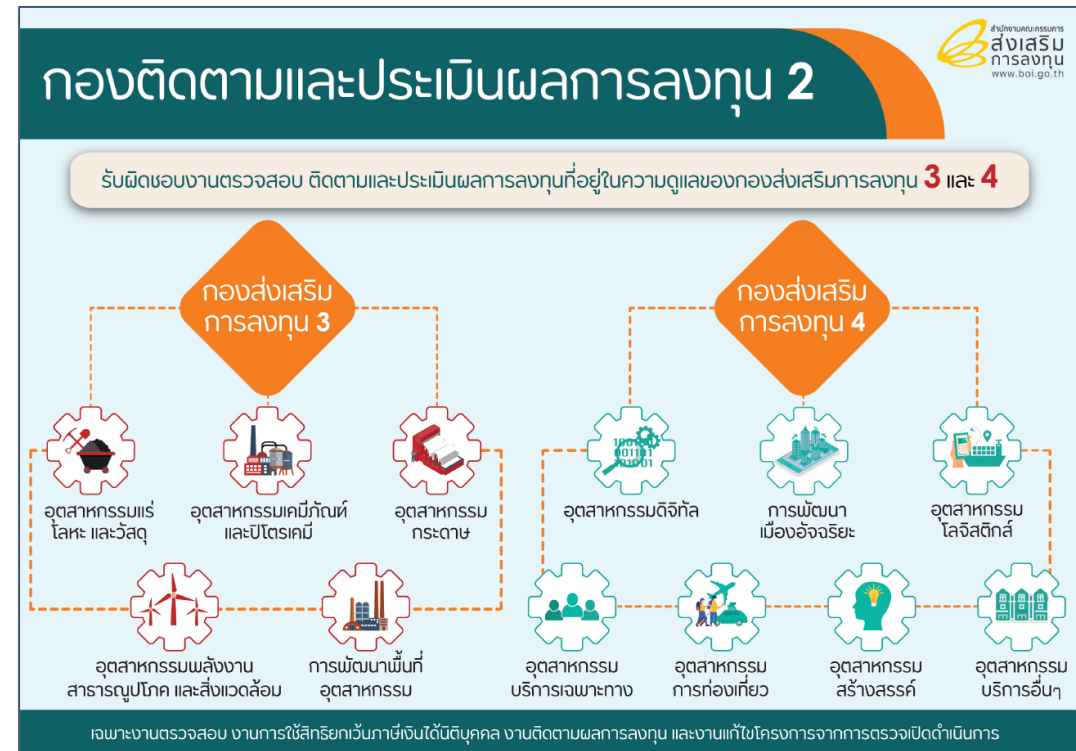 สำนักงานคณะกรรมการ
ส่งเสริม
การลงทุน
www.boi.go.th
กองติดตามและประเมินผลการลงทุน 2
รับผิดชอบงานตรวจสอบ ติดตามและประเมินผลการลงทุนที่อยู่ในความดูแลของกองส่งเสริมการลงทุน 3 และ 4
กองส่งเสริม
การลงทุน 3
อุตสาหกรรมแร่
โลหะ และวัสดุ
อุตสาหกรรมเคมีภัณฑ์
และปิโตรเคมี
อุตสาหกรรม
กระดาษ
อุตสาหกรรมพลังงาน
สาธารณูปโภค และสิ่งแวดล้อม
การพัฒนาพื้นที่
อุตสาหกรรม
กองส่งเสริม
การลงทุน 4
100100
001101
101001
อุตสาหกรรมดิจิทัล
การพัฒนา
เมืองอัจฉริยะ
อุตสาหกรรม
โลจิสติกส์
อุตสาหกรรม
บริการเฉพาะทาง
อุตสาหกรรม
การท่องเที่ยว
อุตสาหกรรม
สร้างสรรค์
อุตสาหกรรม
บริการอื่นๆ
เฉพาะงานตรวจสอบ งานการใช้สิทธิยกเว้นภาษีเงินได้นิติบุคคล งานติดตามผลการลงทุน และงานแก้ไขโครงการจากการตรวจเปิดดำเนินการ